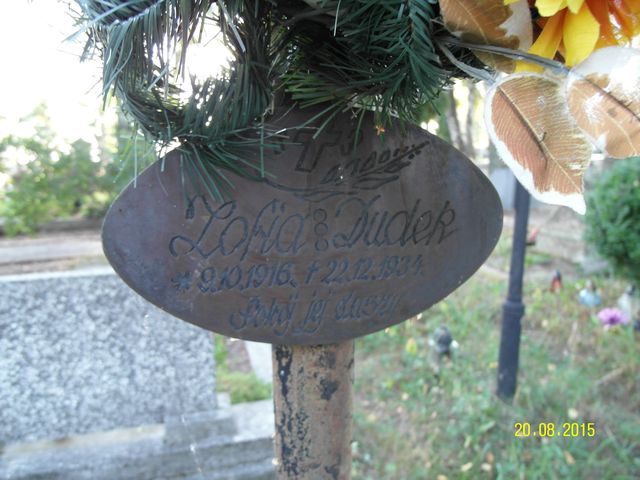 Zofia Dudek
* 9.10.1916. + 22.12.1934.
Pokój jej duszy
20.08.2015